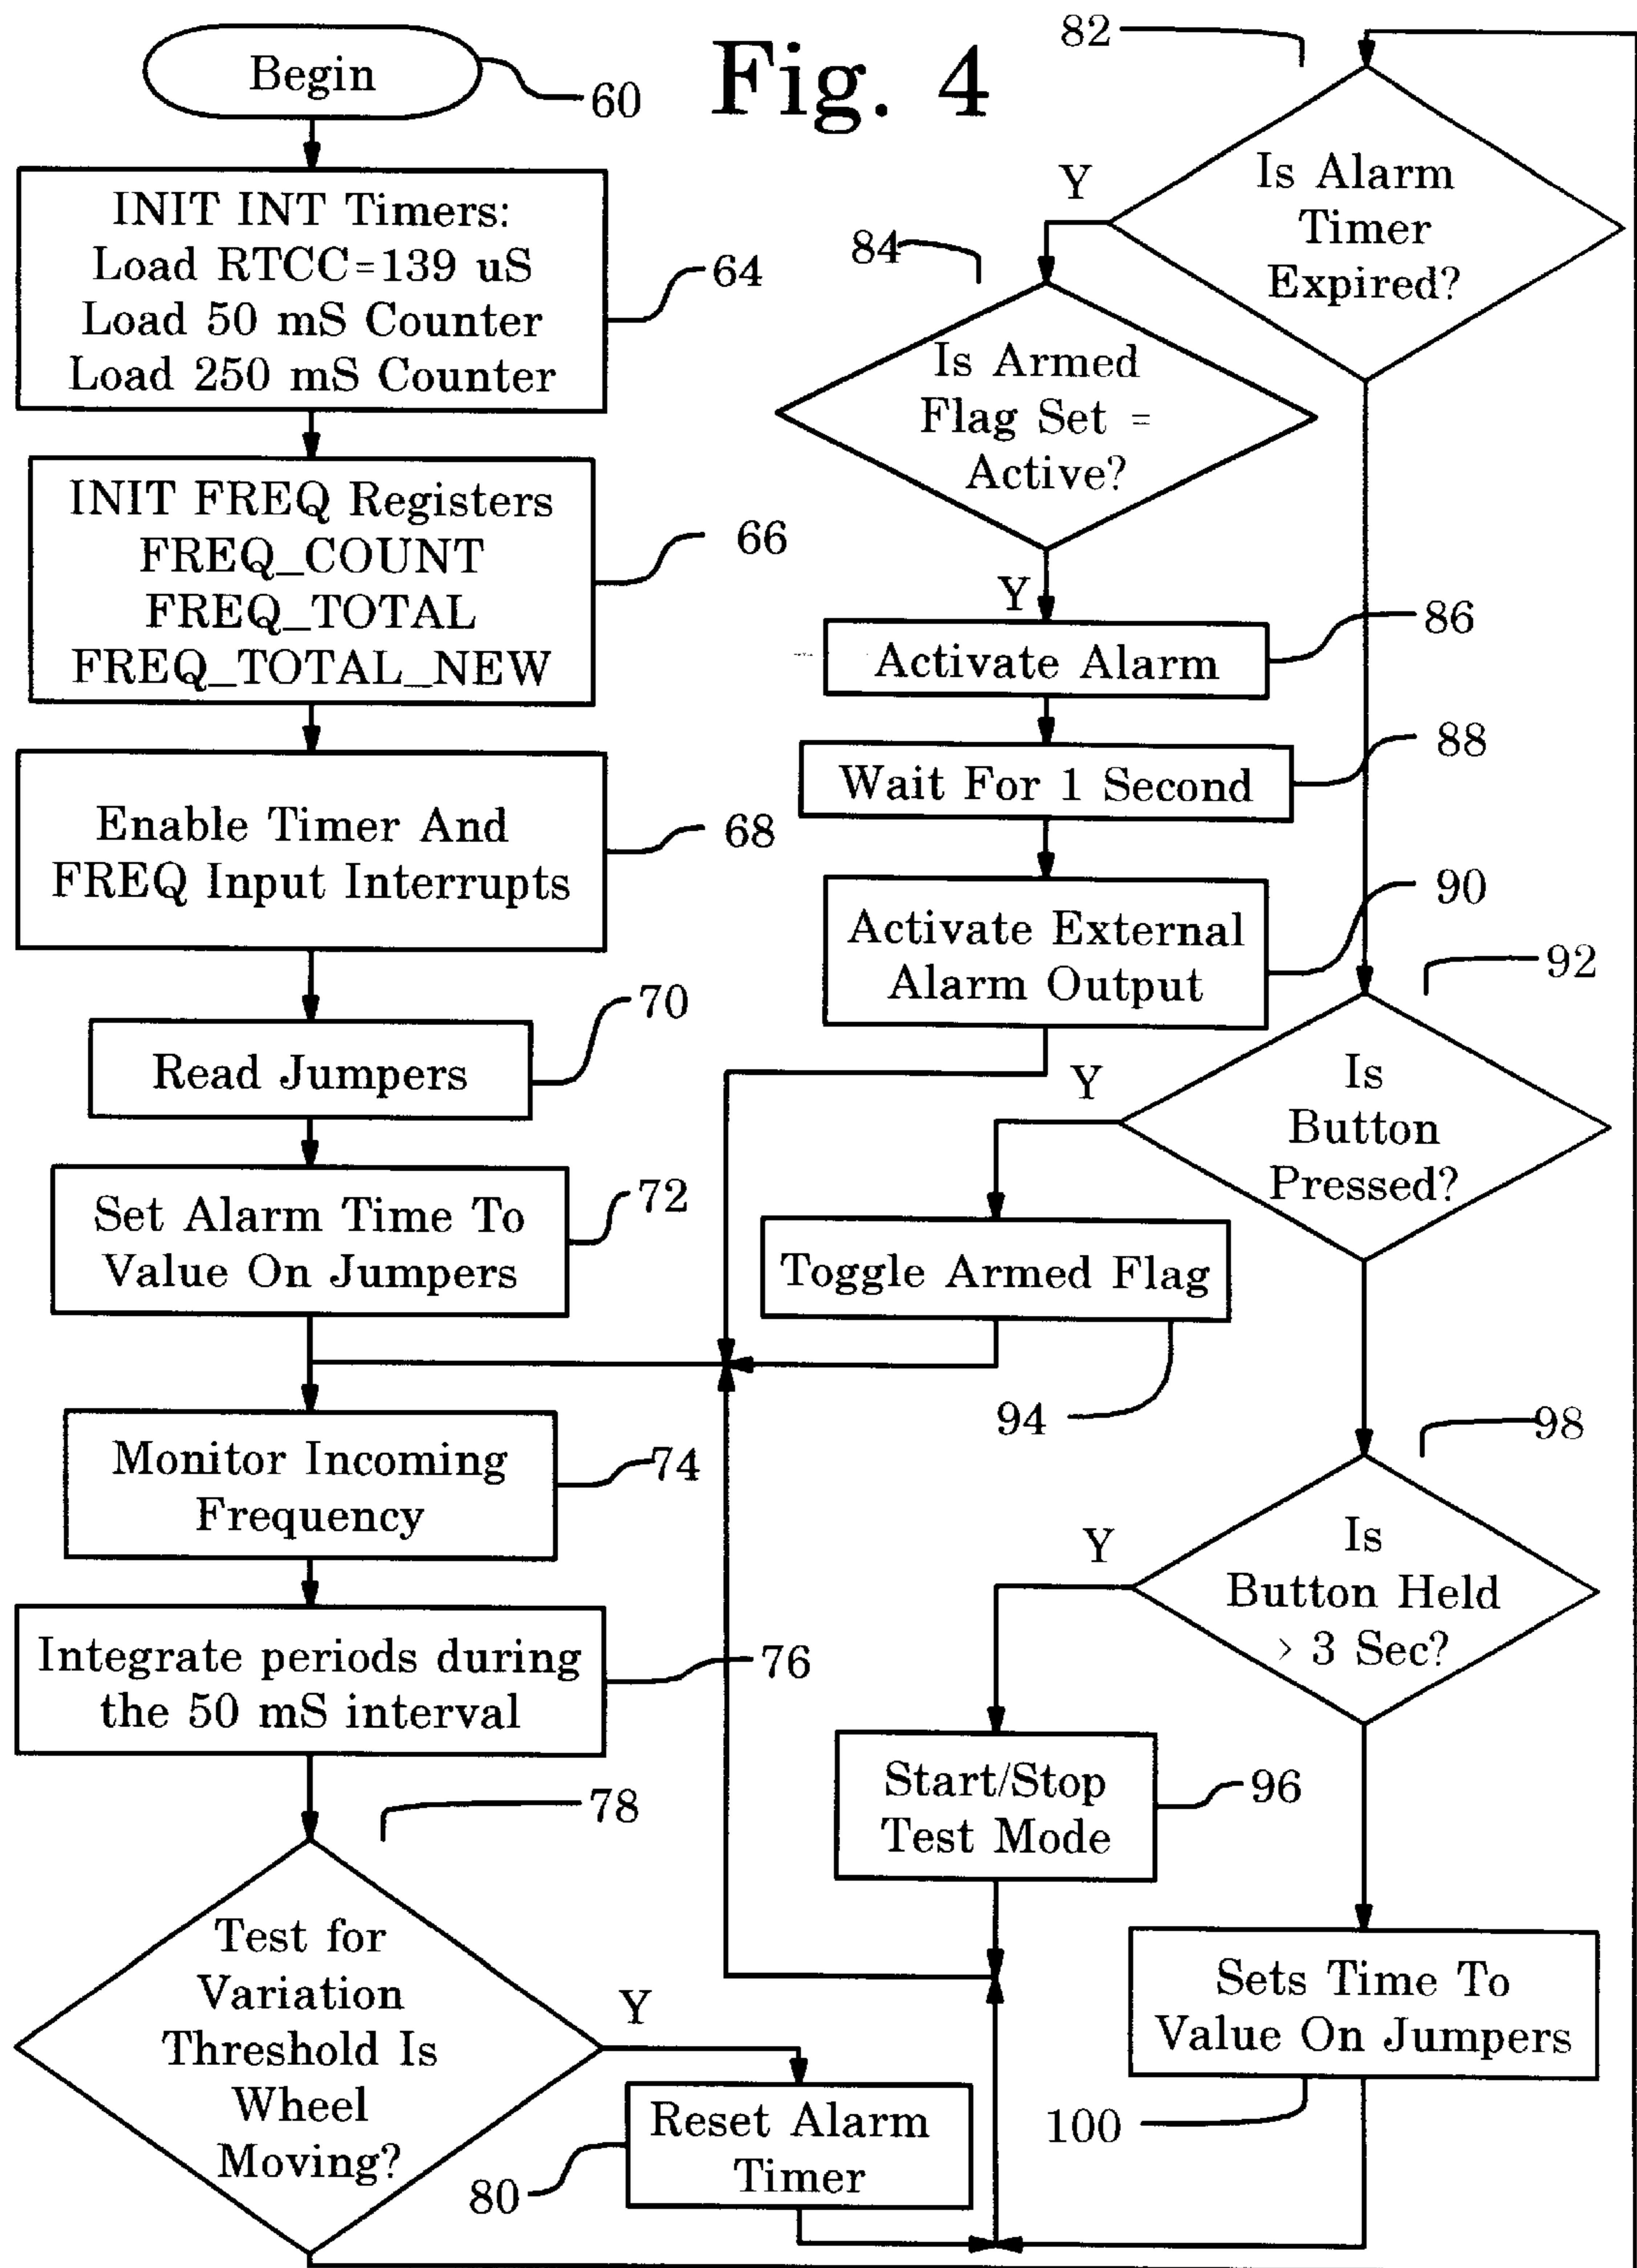 Fig. 4
Begin
60
INIT INT Timers:
Load RTCC=139 uS
Load 50 mS Counter
Load 250 mS Counter
64
INIT FREQ Registers
FREQ_COUNT
FREQ_TOTAL
FREQ_TOTAL_NEW
66
Enable Timer And
FREQ Input Interrupts
68
Read Jumpers
70
Set Alarm Time To
Value On Jumpers
72
Monitor Incoming
Frequency
74
Integrate periods during
the 50 mS interval
76
Test for
Variation
Threshold Is
Wheel
Moving?
78
Y
Reset Alarm
Timer
80
82
Is Alarm
Timer
Expired?
Y
84
Is Armed
Flag Set =
Active?
Y
Activate Alarm
86
Wait For 1 Second
88
Activate External
Alarm Output
90
92
Is
Button
Pressed?
Y
Toggle Armed Flag
94
98
Is
Button Held
> 3 Sec?
Y
Start/Stop
Test Mode
96
Sets Time To
Value On Jumpers
100